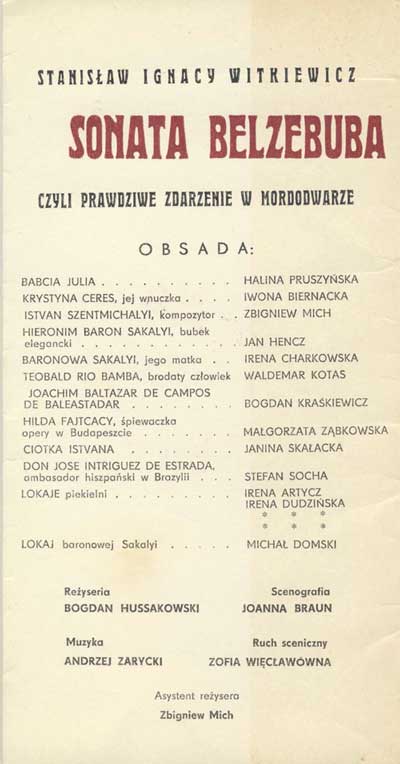 STANISŁAW IGNACY WITKIEWICZ
SONATA BELZEBUBA
CZYLI PRAWDZIWE ZDARZENIE W MORDODWARZE
OBSADA:
BABCIA JULIA . . . . . . . . . . HALINA PRUSZYŃSKA
KRYSTYNA CERES, jej wnuczka . . . . IWONA BIERNACKA
ISTVAN SZENTMICHALYI, kompozytor . . ZBIGNIEW MICH
HIERONIM BARON SAKALYI, bubek
elegancki . . . . . . . . . . . . JAN HENCZ
BARONOWA SAKALYI, jego matka . . IRENA CHARKOWSKA
TEOBALD RIO BAMBA, brodaty człowiek WALDEMAR KOTAS
JOACHIM BALTAZAR DE CAMPOS
DE BALEASTADAR . . . . . . . . BOGDAN KRAŚKIEWICZ
HILDA FAJTCACY, śpiewaczka
opery w Budapeszcie . . . . . . MAŁGORZATA ZĄBKOWSKA
CIOTKA ISTVANA . . . . . . . JANINA SKAŁACKA
DON JOSE INTRIGUEZ DE ESTRADA,
ambasador hiszpański w Brazylii . . . STEFAN SOCHA
LOKAJE piekielni . . . . . . . . . IRENA ARTYCZ
IRENA DUDZIŃSKA
* * *
* * *
LOKAJ baronowej Sakalyi . . . . . MICHAŁ DOMSKI
Reżyseria Scenografia
BOGDAN HUSSAKOWSKI JOANNA BRAUN
Muzyka Ruch sceniczny
ANDRZEJ ZARYCKI ZOFIA WIĘCŁAWÓWNA
Asystent reżysera
Zbigniew Mich